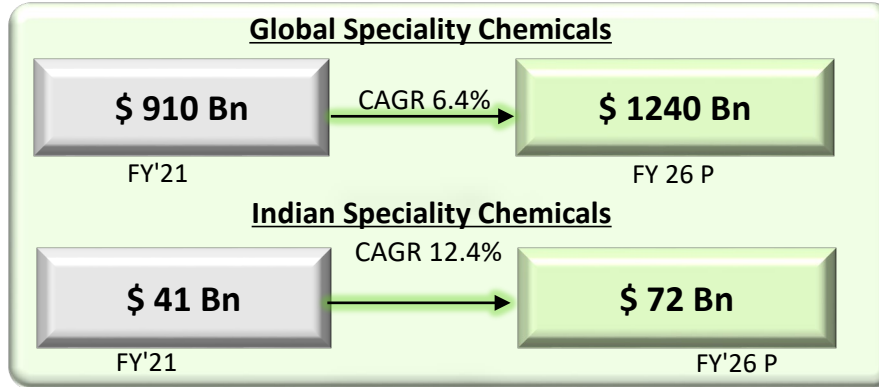 Global Speciality Chemicals
$ 910 Bn
CAGR 6.4%
$ 1240 Bn
FY'21
FY 26 P
Indian Speciality Chemicals
CAGR 12.4%
$ 41 Bn
$ 72 Bn
FY'21
FY'26 P